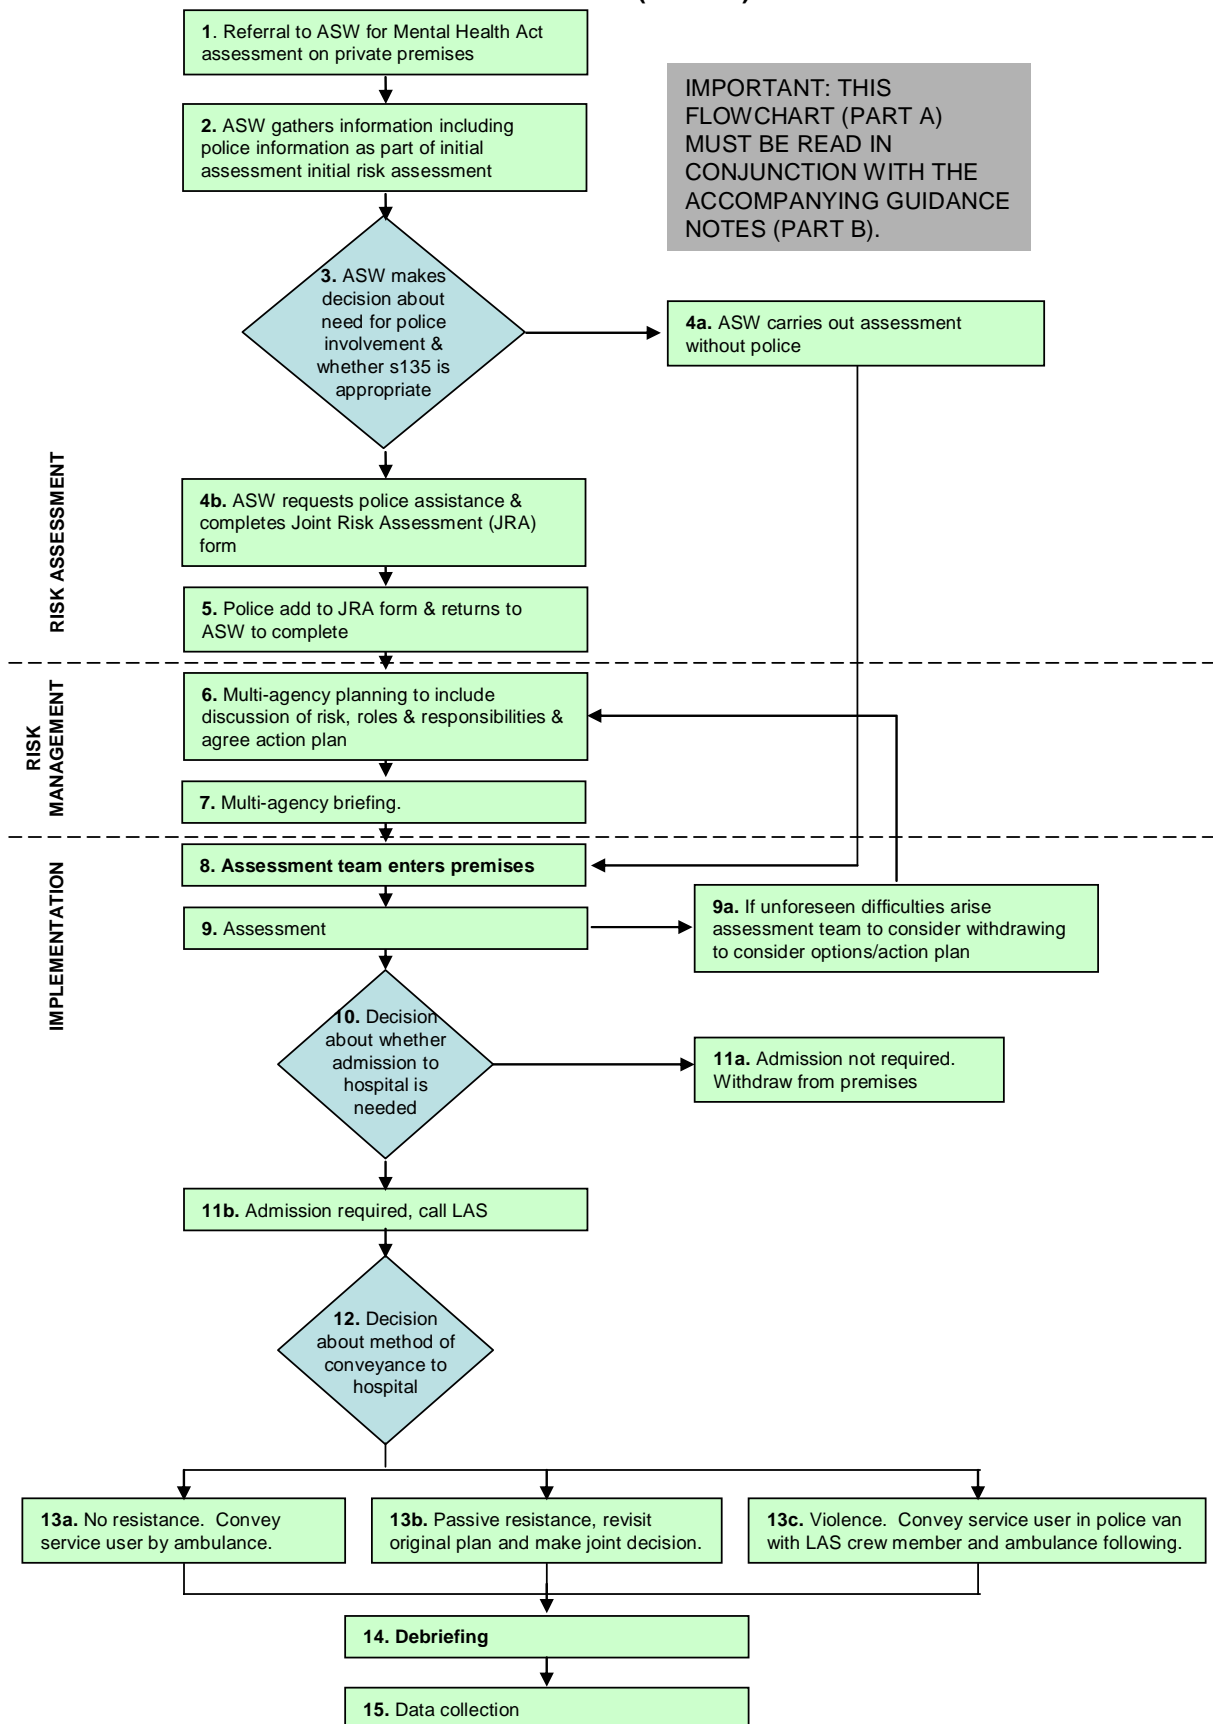 1. Referral to ASW for Mental Health Act
assessment on private premises
IMPORTANT: THIS
FLOWCHART (PART A)
MUST BE READ IN
CONJUNCTION WITH THE
ACCOMPANYING GUIDANCE
NOTES (PART B).
2. ASW gathers information including
police information as part of initial
assessment initial risk assessment
3. ASW makes
decision about
need for police
involvement &
whether s135 is
appropriate
4a. ASW carries out assessment
without police
RISK ASSESSMENT
4b. ASW requests police assistance &
completes Joint Risk Assessment (JRA)
form
5. Police add to JRA form & returns to
ASW to complete
RISK
MANAGEMENT
6. Multi-agency planning to include
discussion of risk, roles & responsibilities &
agree action plan
7. Multi-agency briefing.
IMPLEMENTATION
8. Assessment team enters premises
9. Assessment
9a. If unforeseen difficulties arise
assessment team to consider withdrawing
to consider options/action plan
10. Decision
about whether
admission to
hospital is
needed
11a. Admission not required.
Withdraw from premises
11b. Admission required, call LAS
12. Decision
about method of
conveyance to
hospital
13a. No resistance. Convey
service user by ambulance.
13b. Passive resistance, revisit
original plan and make joint decision.
13c. Violence. Convey service user in police van
with LAS crew member and ambulance following.
14. Debriefing
15. Data collection